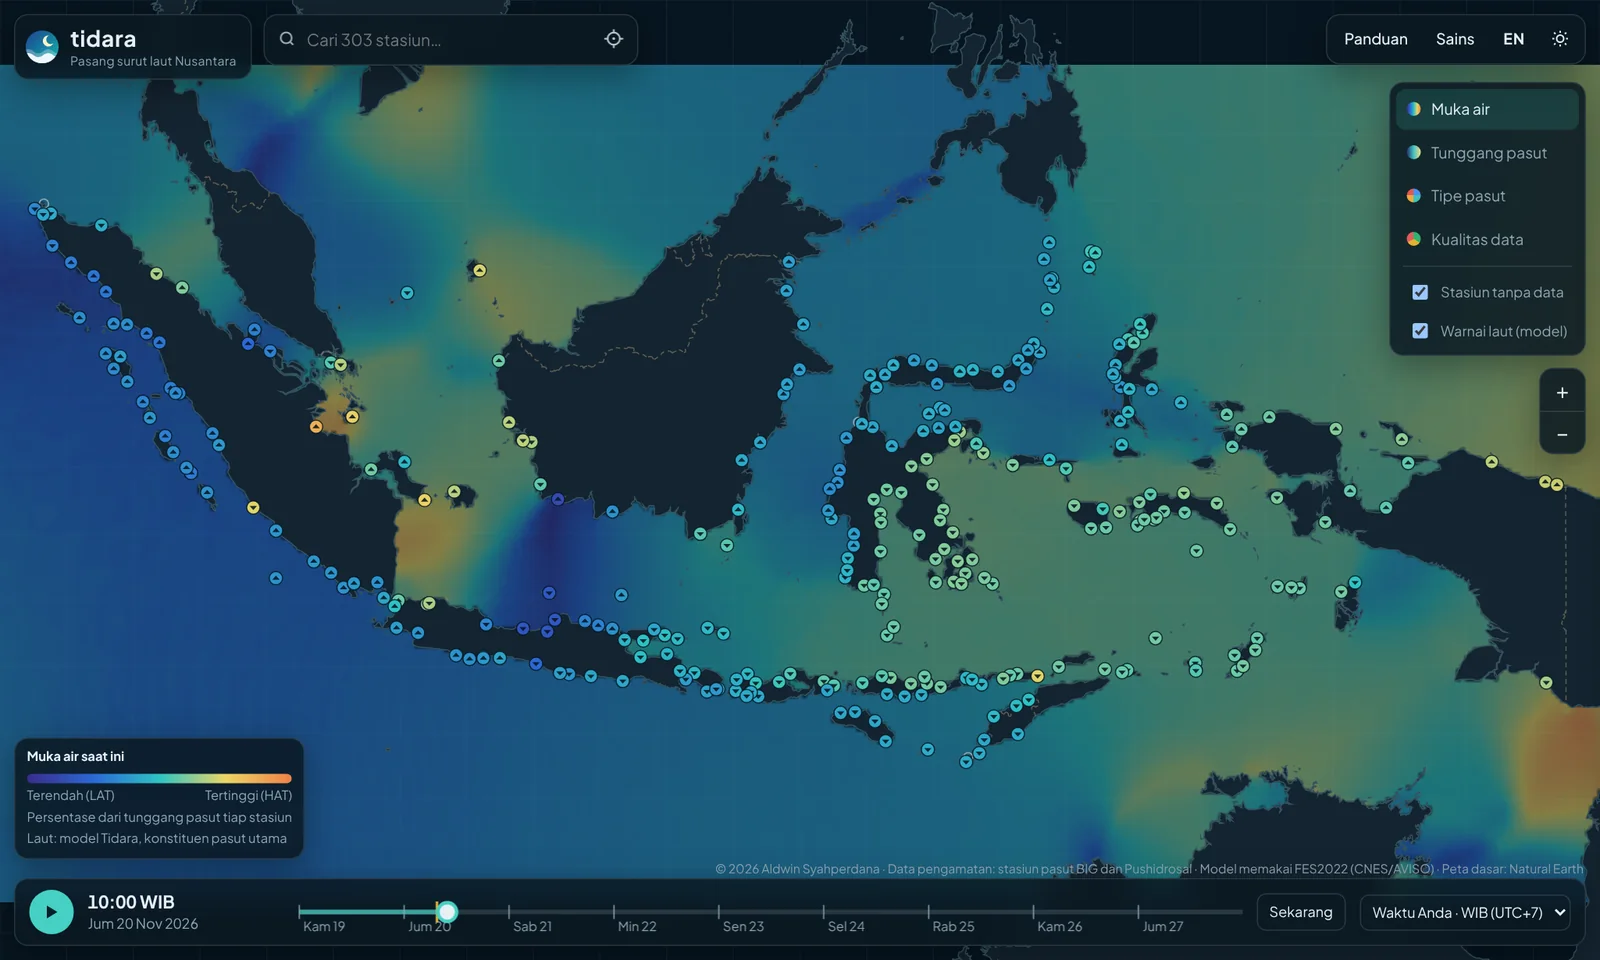 tidara
Pasang surut laut Nusantara
Cari 303 stasiun...
Panduan
Sains
EN
Muka air
Tunggang pasut
Tipe pasut
Kualitas data
Stasiun tanpa data
Warnai laut (model)
+
−
Muka air saat ini
Terendah (LAT)
Tertinggi (HAT)
Persentase dari tunggang pasut tiap stasiun
Laut: model Tidara, konstituen pasut utama
© 2026 Aldwin Syahperdana · Data pengamatan: stasiun pasut BIG dan Pushidrosal · Model memakai FES2022 (CNES/AVISO) · Peta dasar: Natural Earth
10:00 WIB
Jum 20 Nov 2026
Kam 19
Jum 20
Sab 21
Min 22
Sen 23
Sel 24
Rab 25
Kam 26
Jum 27
Sekarang
Waktu Anda · WIB (UTC+7)